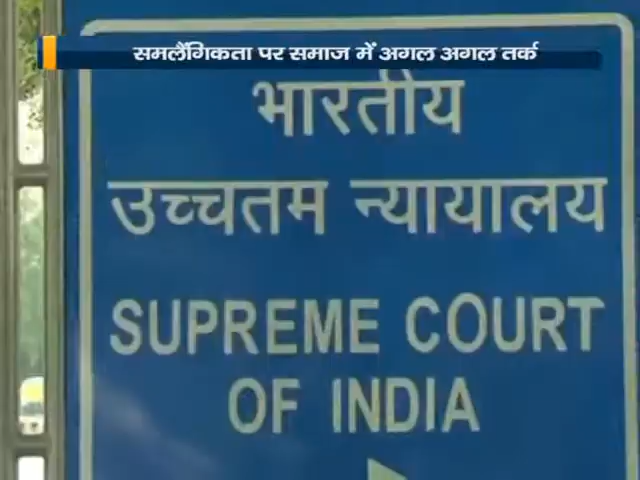 समलैंगिकता पर समाज में अगल अगल तर्क
भारतीय
उच्चतम न्यायालय
SUPREME COURT
OF INDIA